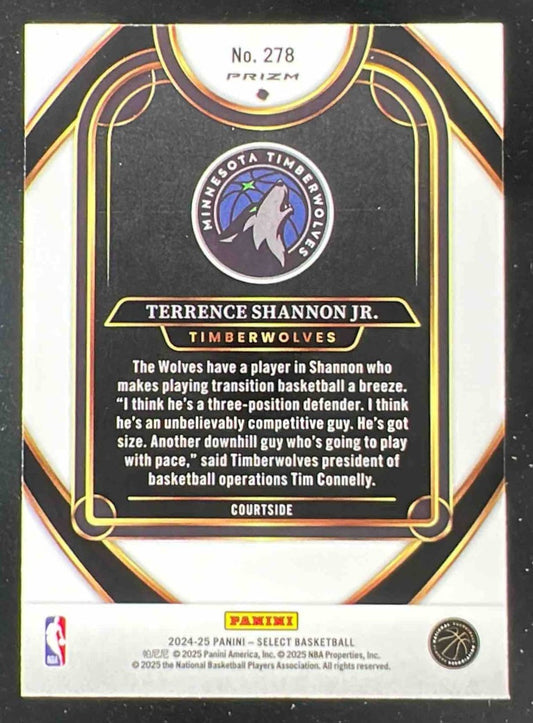 No. 278
PRIZM
MINNESOTA TIMBERWOLVES
TERRENCE SHANNON JR.
TIMBERWOLVES
The Wolves have a player in Shannon who
makes playing transition basketball a breeze.
“I think he’s a three-position defender. I think
he’s an unbelievably competitive guy. He’s got
size. Another downhill guy who’s going to play
with pace,” said Timberwolves president of
basketball operations Tim Connelly.
COURTSIDE
PANINI
2024-25 PANINI – SELECT BASKETBALL
帕尼尼 © 2025 Panini America, Inc. © 2025 NBA Properties, Inc.
© 2025 the National Basketball Players Association. All rights reserved.
NBA